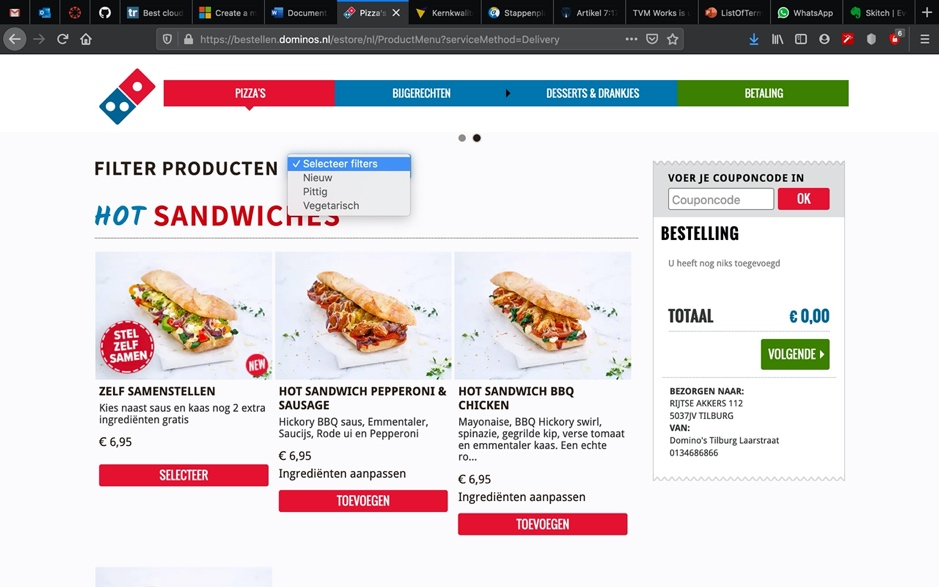 Best cloud
Create a m
Document
Pizza's
Kernkwali
Stappenpl
Artikel 7:1
TVM Works is
ListOfTerm
WhatsApp
Skitch | Ev
https://bestellen.dominos.nl/estore/nl/ProductMenu?serviceMethod=Delivery
6
PIZZA'S
BIJGERECHTEN
DESSERTS & DRANKJES
BETALING
FILTER PRODUCTEN
✓ Selecteer filters
Nieuw
Pittig
Vegetarisch
HOT SANDWICHES
STEL
ZELF
SAMEN
NEW
ZELF SAMENSTELLEN
Kies naast saus en kaas nog 2 extra
ingrediënten gratis
€ 6,95
SELECTEER
HOT SANDWICH PEPPERONI &
SAUSAGE
Hickory BBQ saus, Emmentaler,
Saucijs, Rode ui en Pepperoni
€ 6,95
Ingrediënten aanpassen
TOEVOEGEN
HOT SANDWICH BBQ
CHICKEN
Mayonaise, BBQ Hickory swirl,
spinazie, gegrilde kip, verse tomaat
en emmentaler kaas. Een echte
ro...
€ 6,95
Ingrediënten aanpassen
TOEVOEGEN
VOER JE COUPONCODE IN
Couponcode
OK
BESTELLING
U heeft nog niks toegevoegd
TOTAAL
€ 0,00
VOLGENDE
BEZORGEN NAAR:
RIJTSE AKKERS 112
5037JV TILBURG
VAN:
Domino's Tilburg Laarstraat
0134686866